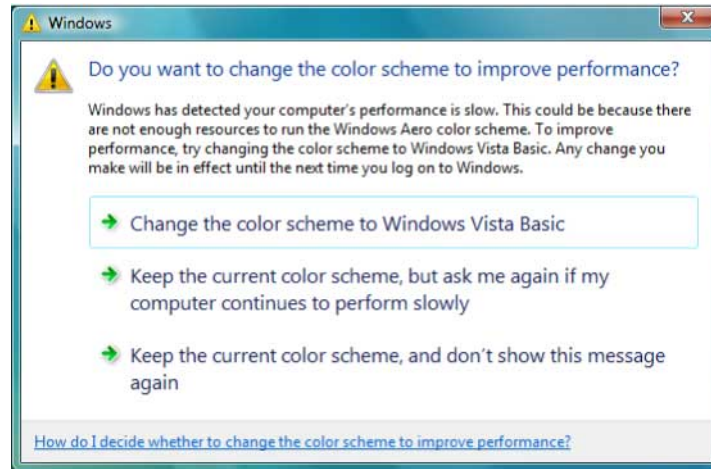 Windows
Do you want to change the color scheme to improve performance?
Windows has detected your computer's performance is slow. This could be because there
are not enough resources to run the Windows Aero color scheme. To improve
performance, try changing the color scheme to Windows Vista Basic. Any change you
make will be in effect until the next time you log on to Windows.
Change the color scheme to Windows Vista Basic
Keep the current color scheme, but ask me again if my
computer continues to perform slowly
Keep the current color scheme, and don't show this message
again
How do I decide whether to change the color scheme to improve performance?